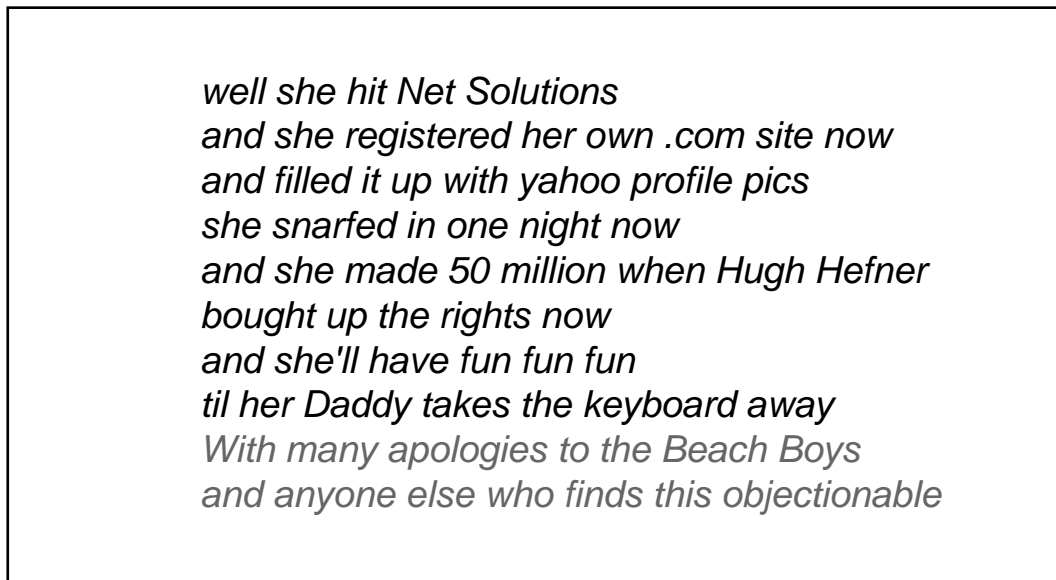 well she hit Net Solutions
and she registered her own .com site now
and filled it up with yahoo profile pics
she snarfed in one night now
and she made 50 million when Hugh Hefner
bought up the rights now
and she'll have fun fun fun
til her Daddy takes the keyboard away
With many apologies to the Beach Boys
and anyone else who finds this objectionable